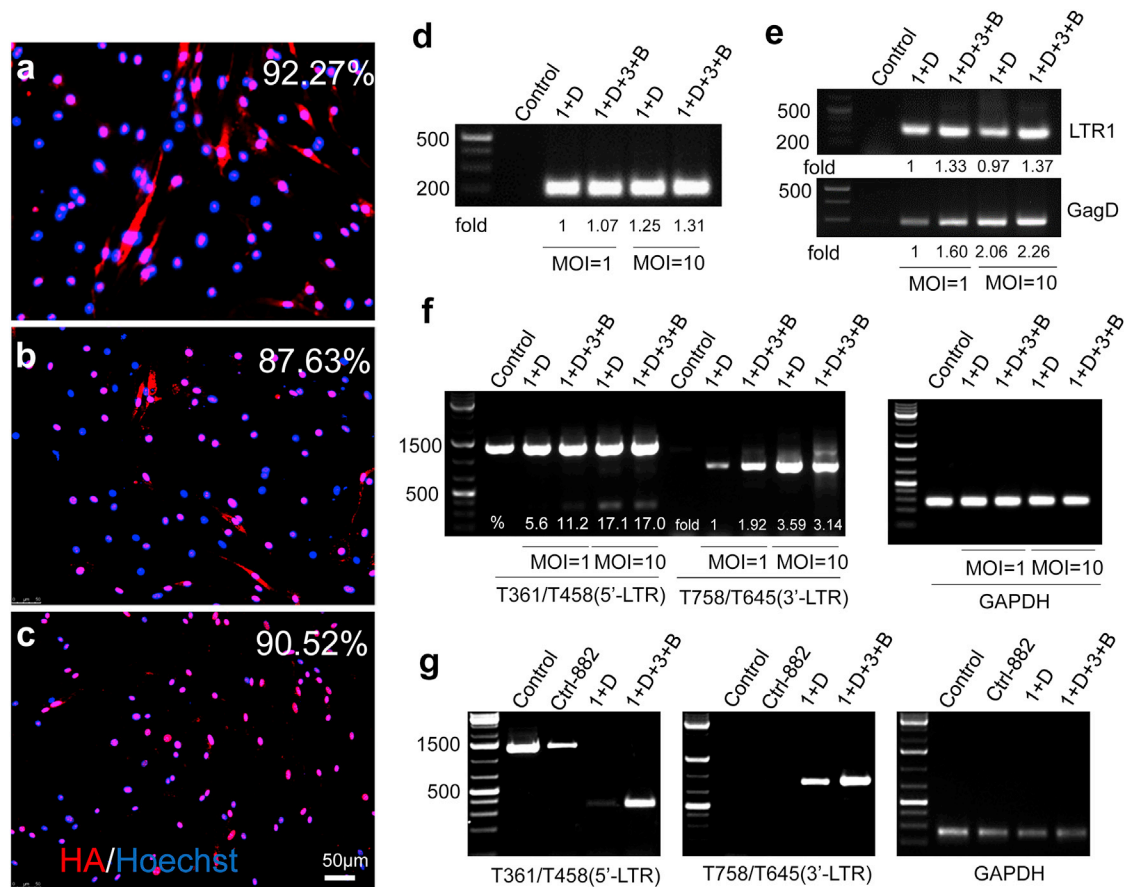 a
92.27%
b
87.63%
c
90.52%
HA/Hoechst
50μm
d
Control
1+D
1+D+3+B
1+D
1+D+3+B
500
200
fold 1 1.07 1.25 1.31
MOI=1 MOI=10
e
Control
1+D
1+D+3+B
1+D
1+D+3+B
500
200
LTR1
fold 1 1.33 0.97 1.37
500
GagD
fold 1 1.60 2.06 2.26
MOI=1 MOI=10
f
Control
1+D
1+D+3+B
1+D
1+D+3+B
Control
1+D
1+D+3+B
1+D
1+D+3+B
1500
500
% 5.6 11.2 17.1 17.0 fold 1 1.92 3.59 3.14
MOI=1 MOI=10 MOI=1 MOI=10
T361/T458(5'-LTR) T758/T645(3'-LTR)
Control
1+D
1+D+3+B
1+D
1+D+3+B
MOI=1 MOI=10
GAPDH
g
Control
Ctrl-882
1+D
1+D+3+B
1500
500
T361/T458(5'-LTR)
Control
Ctrl-882
1+D
1+D+3+B
T758/T645(3'-LTR)
Control
Ctrl-882
1+D
1+D+3+B
GAPDH